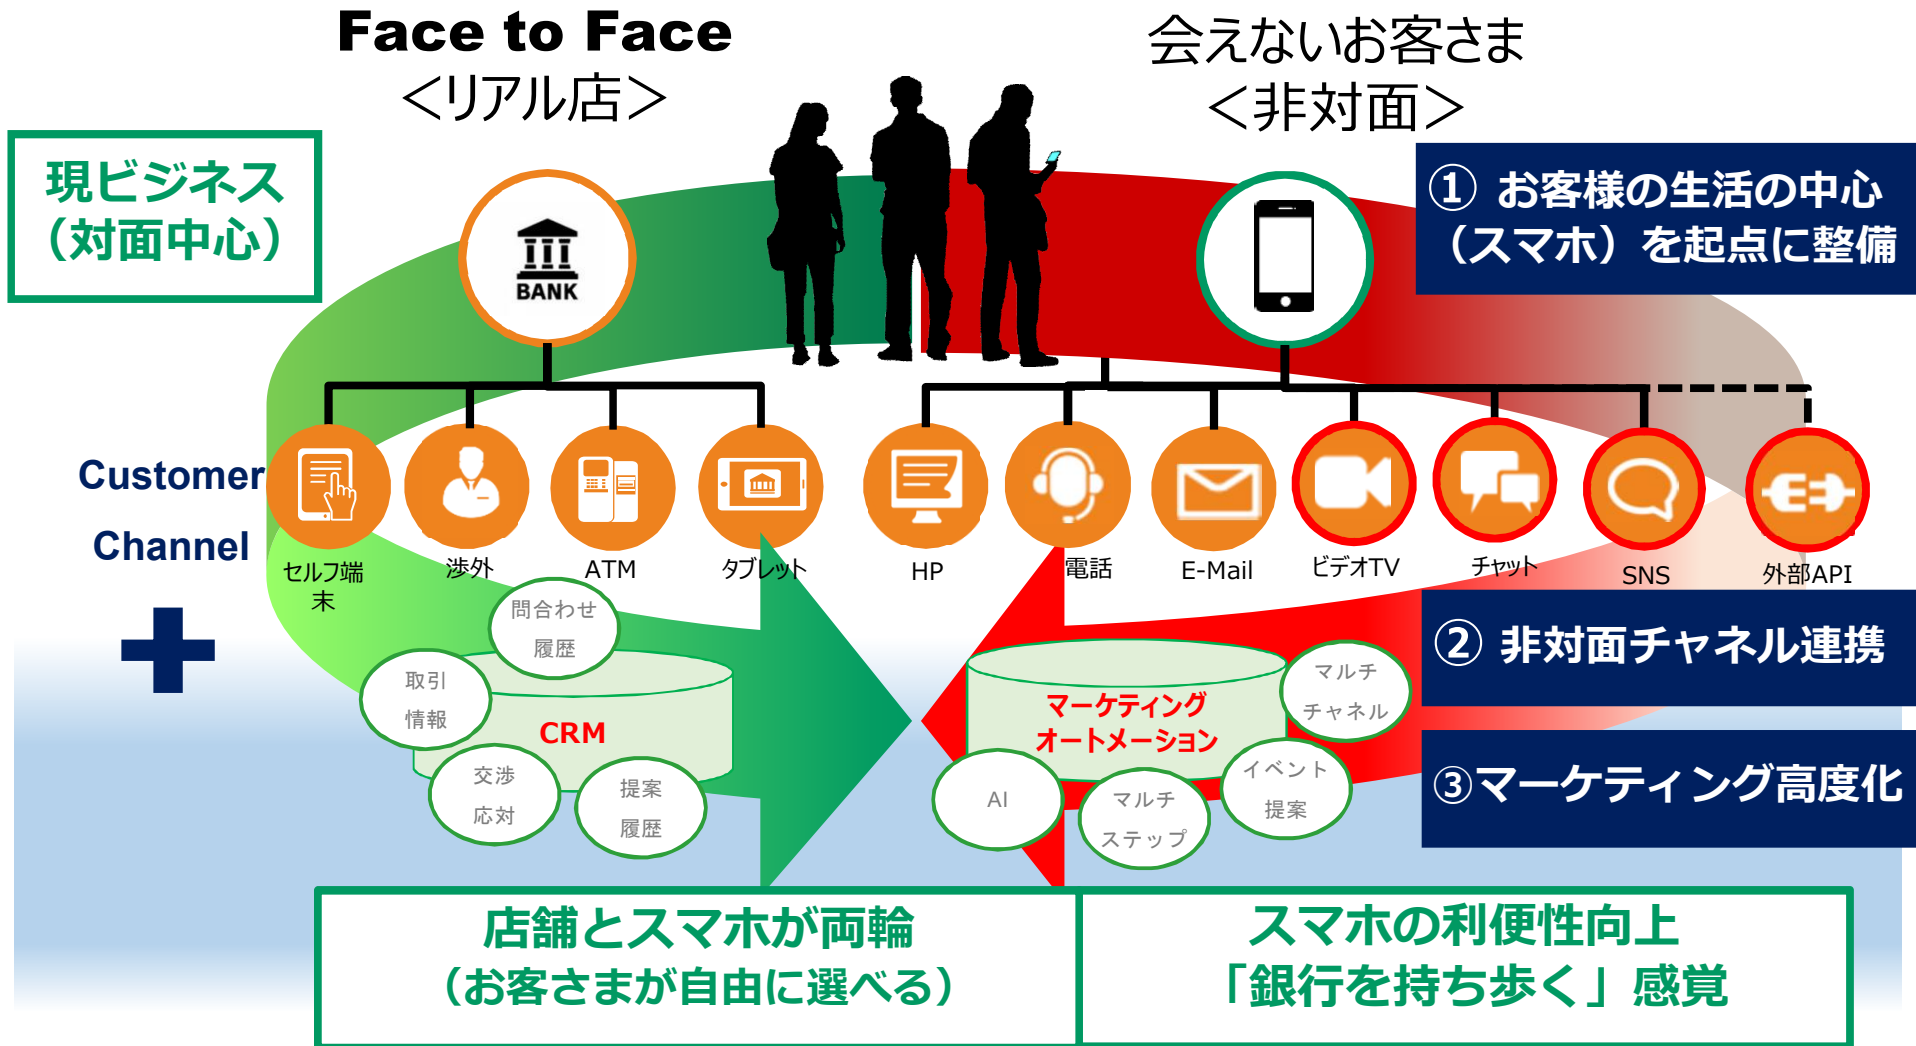 Face to Face
＜リアル店＞
会えないお客さま
＜非対面＞
現ビジネス
（対面中心）
① お客様の生活の中心
（スマホ）を起点に整備
BANK
Customer
Channel
セルフ端
末
渉外
ATM
タブレット
HP
電話
E-Mail
ビデオTV
チャット
SNS
外部API
問合わせ
履歴
取引
情報
CRM
交渉
応対
提案
履歴
マーケティング
オートメーション
マルチ
チャネル
AI
マルチ
ステップ
イベント
提案
② 非対面チャネル連携
③マーケティング高度化
店舗とスマホが両輪
（お客さまが自由に選べる）
スマホの利便性向上
「銀行を持ち歩く」感覚